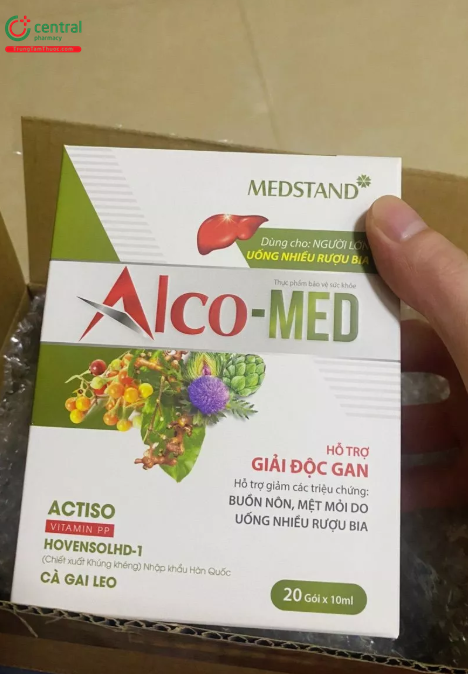 central
pharmacy
TrungTamThuoc.com
MEDSTAND
Dùng cho: NGƯỜI LỚN
UỐNG NHIỀU RƯỢU BIA
Thực phẩm bảo vệ sức khỏe
ALCO-MED
HỖ TRỢ
GIẢI ĐỘC GAN
Hỗ trợ giảm các triệu chứng:
BUỒN NÔN, MỆT MỎI DO
UỐNG NHIỀU RƯỢU BIA
ACTISO
VITAMIN PP
HOVENSOLHD-1
(Chiết xuất Khúng khéng) Nhập khẩu Hàn Quốc
CÀ GAI LEO
20 Gói x 10ml